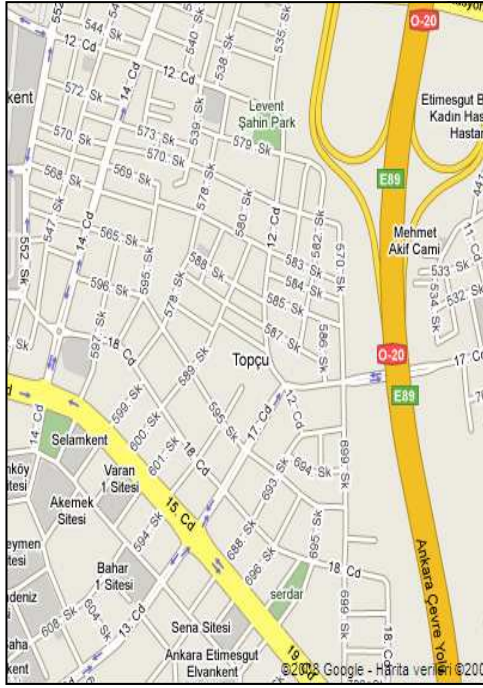 552. Sk
544. Sk
540. Sk
535. Sk
O-20
12. Cd
14. Cd
538. Sk
12. Cd
kent
572. Sk
539. Sk
Levent
Şahin Park
573. Sk
579. Sk
570. Sk
570. Sk
569. Sk
568. Sk
578. Sk
E89
Etimesgut B
Kadın Has
Hasta
547. Sk
14. Cd
565. Sk
580. Sk
12. Cd
582. Sk
570. Sk
Mehmet
Akif Cami
11. Cd
533 Sk
532. Sk
534. Sk
552. Sk
595. Sk
583. Sk
588. Sk
584. Sk
585. Sk
587. Sk
586. Sk
596. Sk
578. Sk
597. Sk
18. Cd
589. Sk
Topçu
O-20
17. Cd
E89
599. Sk
595. Sk
17. Cd
12. Cd
699. Sk
14. Cd
Selamkent
600. Sk
601. Sk
18. Cd
694. Sk
693. Sk
Varan
1 Sitesi
Akemek
Sitesi
15. Cd
594. Sk
688. Sk
695. Sk
696. Sk
18. Cd
Bahar
1 Sitesi
serdar
699. Sk
18. Cd
Ankara Çevre Yolu
604. Sk
608. Sk
13. Cd
Sena Sitesi
Ankara Etimesgut
Elvankent
19. Cd
©2008 Google - Harita verileri ©200